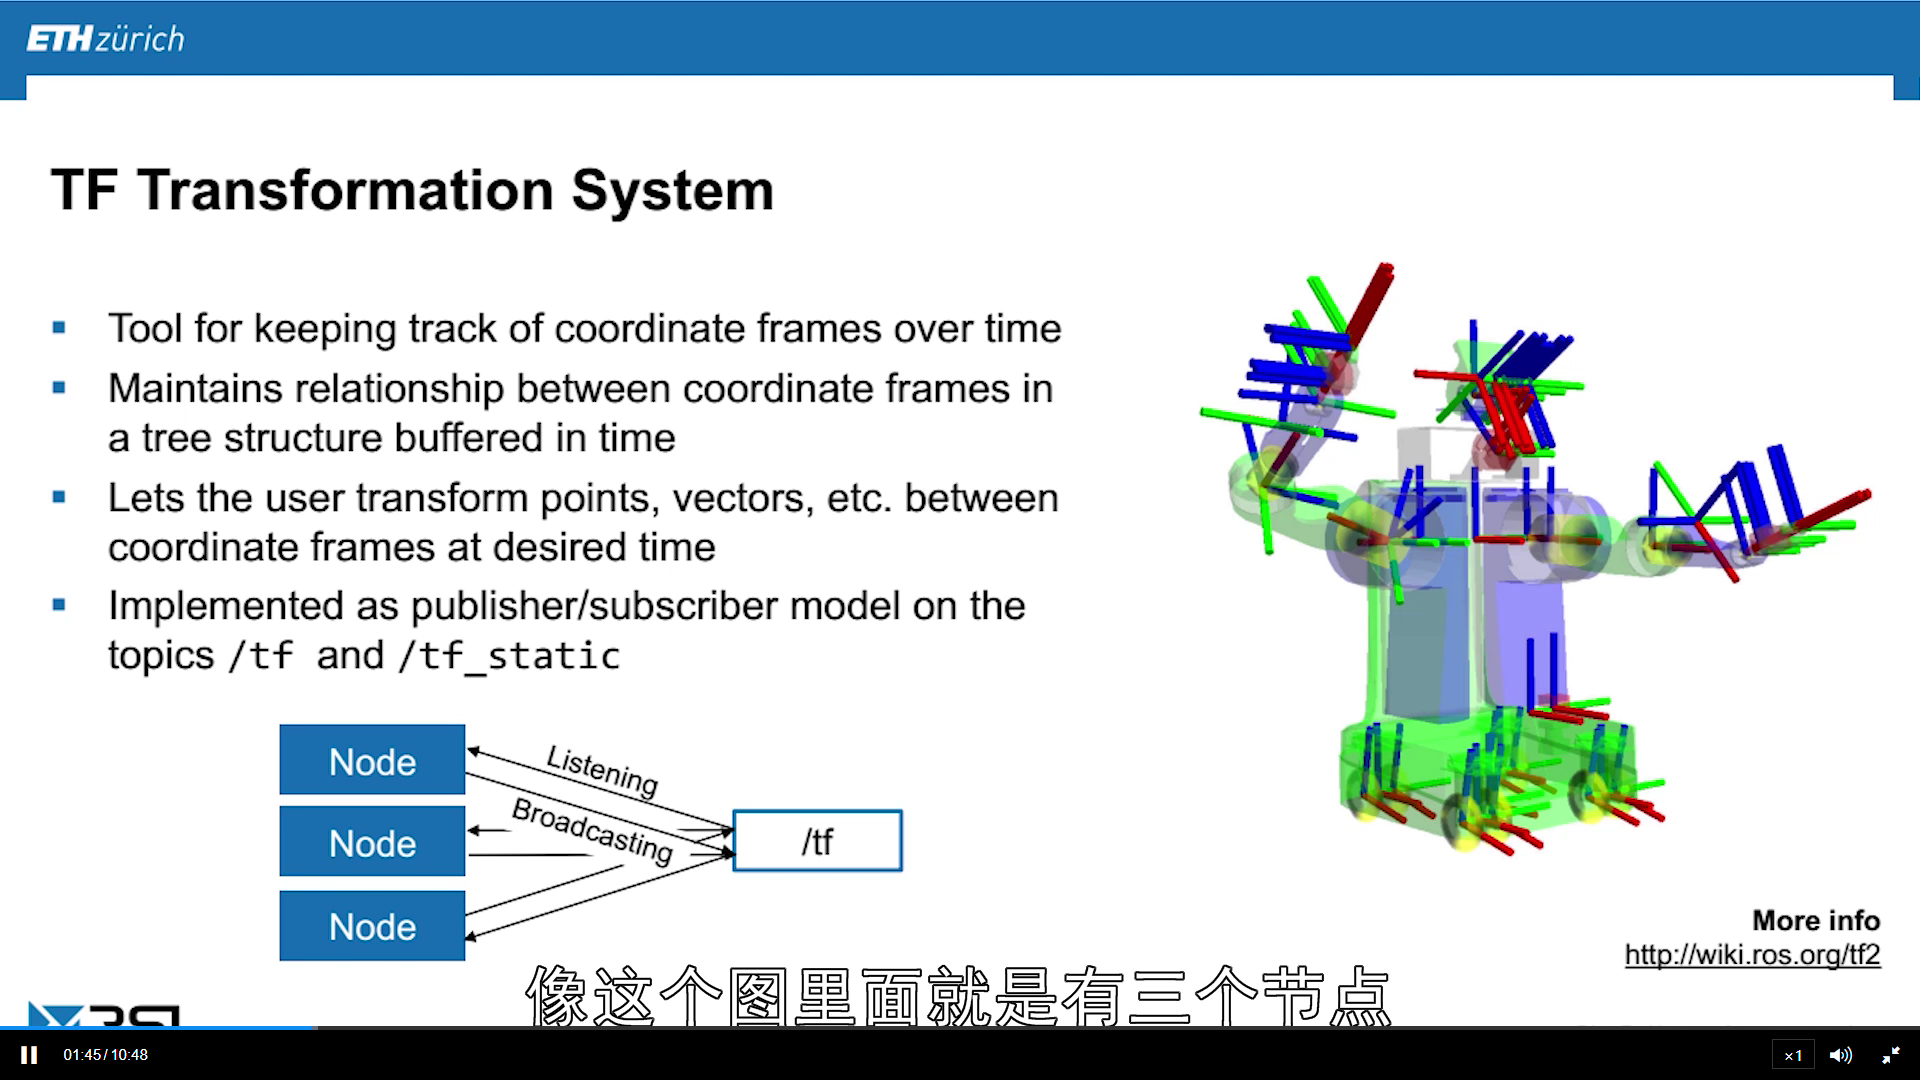 ETH zürich
TF Transformation System
Tool for keeping track of coordinate frames over time
Maintains relationship between coordinate frames in
a tree structure buffered in time
Lets the user transform points, vectors, etc. between
coordinate frames at desired time
Implemented as publisher/subscriber model on the
topics /tf and /tf_static
Node
Node
Node
Listening
Broadcasting
/tf
More info
http://wiki.ros.org/tf2
像这个图里面就是有三个节点
RSL
01:45/10:48
×1